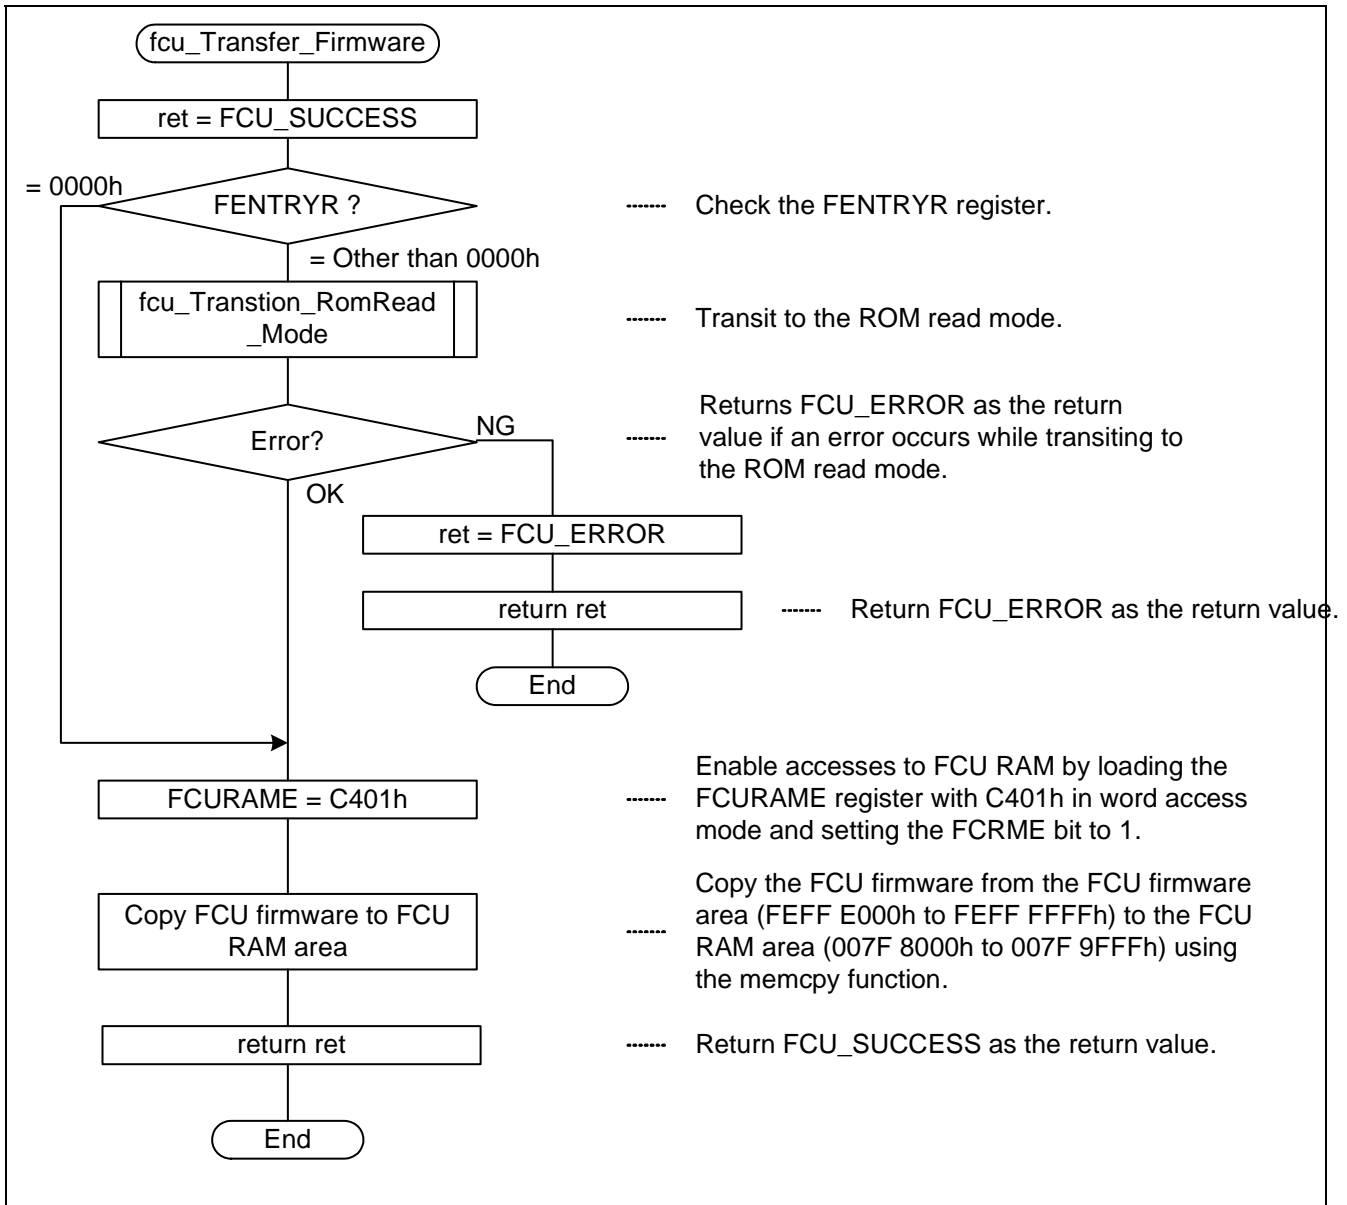 fcu_Transfer_Firmware
ret = FCU_SUCCESS
= 0000h
FENTRYR ?
Check the FENTRYR register.
= Other than 0000h
fcu_Transtion_RomRead
_Mode
Transit to the ROM read mode.
Error?
NG
OK
Returns FCU_ERROR as the return
value if an error occurs while transiting to
the ROM read mode.
ret = FCU_ERROR
return ret
Return FCU_ERROR as the return value.
End
FCURAME = C401h
Enable accesses to FCU RAM by loading the
FCURAME register with C401h in word access
mode and setting the FCRME bit to 1.
Copy FCU firmware to FCU
RAM area
Copy the FCU firmware from the FCU firmware
area (FEFF E000h to FEFF FFFFh) to the FCU
RAM area (007F 8000h to 007F 9FFFh) using
the memcpy function.
return ret
Return FCU_SUCCESS as the return value.
End